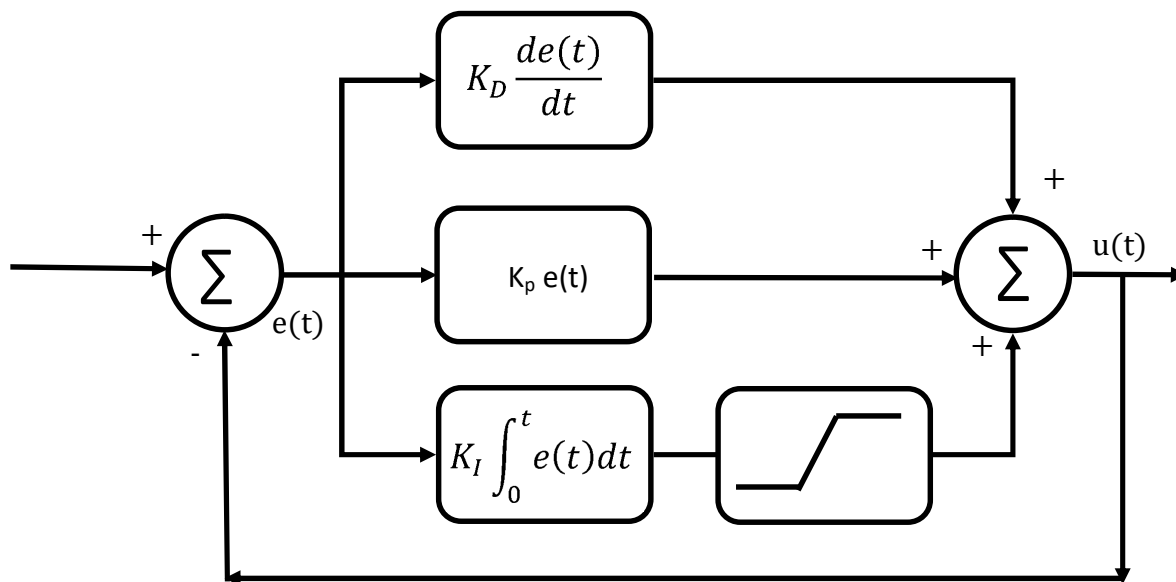 K_D de(t)/dt
+
+
∑
e(t)
-
K_p e(t)
+
∑
u(t)
+
K_I ∫_0^t e(t)dt